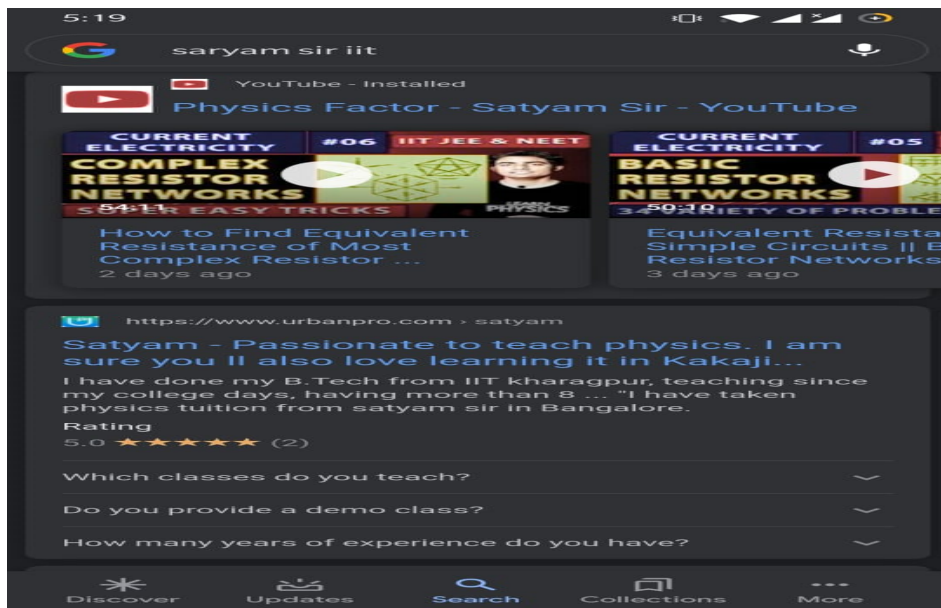 5:19
saryam sir iit
YouTube - Installed
Physics Factor - Satyam Sir - YouTube
CURRENT
ELECTRICITY
#06
IIT JEE & NEET
COMPLEX
RESISTOR
NETWORKS
54:11
SUPER EASY TRICKS
LEARN
PHYSICS
How to Find Equivalent
Resistance of Most
Complex Resistor ...
2 days ago
CURRENT
ELECTRICITY
#05
BASIC
RESISTOR
NETWORKS
50:10
34 VARIETY OF PROBLE
Equivalent Resista
Simple Circuits || B
Resistor Networks
3 days ago
https://www.urbanpro.com › satyam
Satyam - Passionate to teach physics. I am
sure you ll also love learning it in Kakaji...
I have done my B.Tech from IIT kharagpur, teaching since
my college days, having more than 8 ... "I have taken
physics tuition from satyam sir in Bangalore.
Rating
5.0 ★★★★★ (2)
Which classes do you teach?
Do you provide a demo class?
How many years of experience do you have?
Discover
Updates
Search
Collections
More